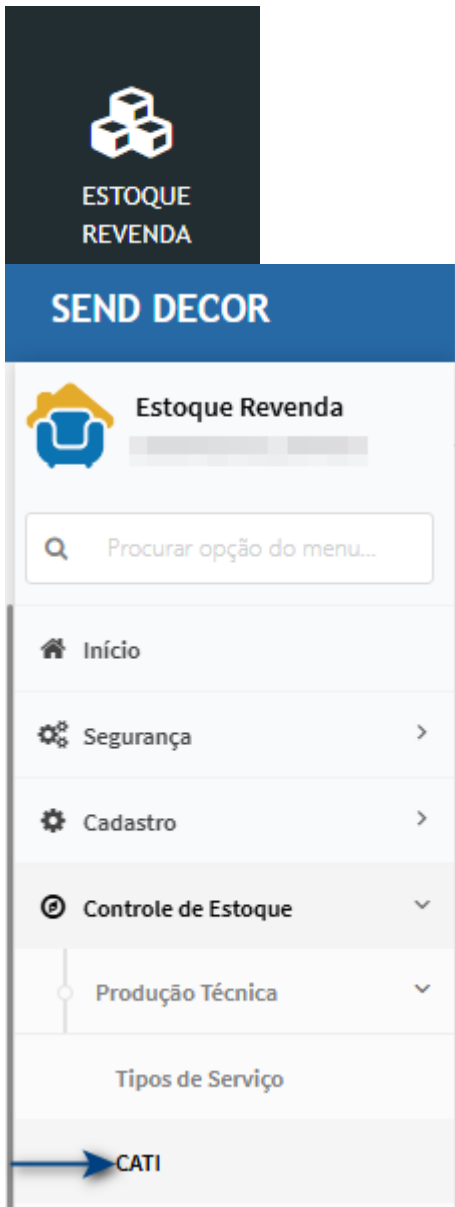 ESTOQUE
REVENDA
SEND DECOR
Estoque Revenda
Procurar opção do menu...
Início
Segurança
Cadastro
Controle de Estoque
Produção Técnica
Tipos de Serviço
CATI